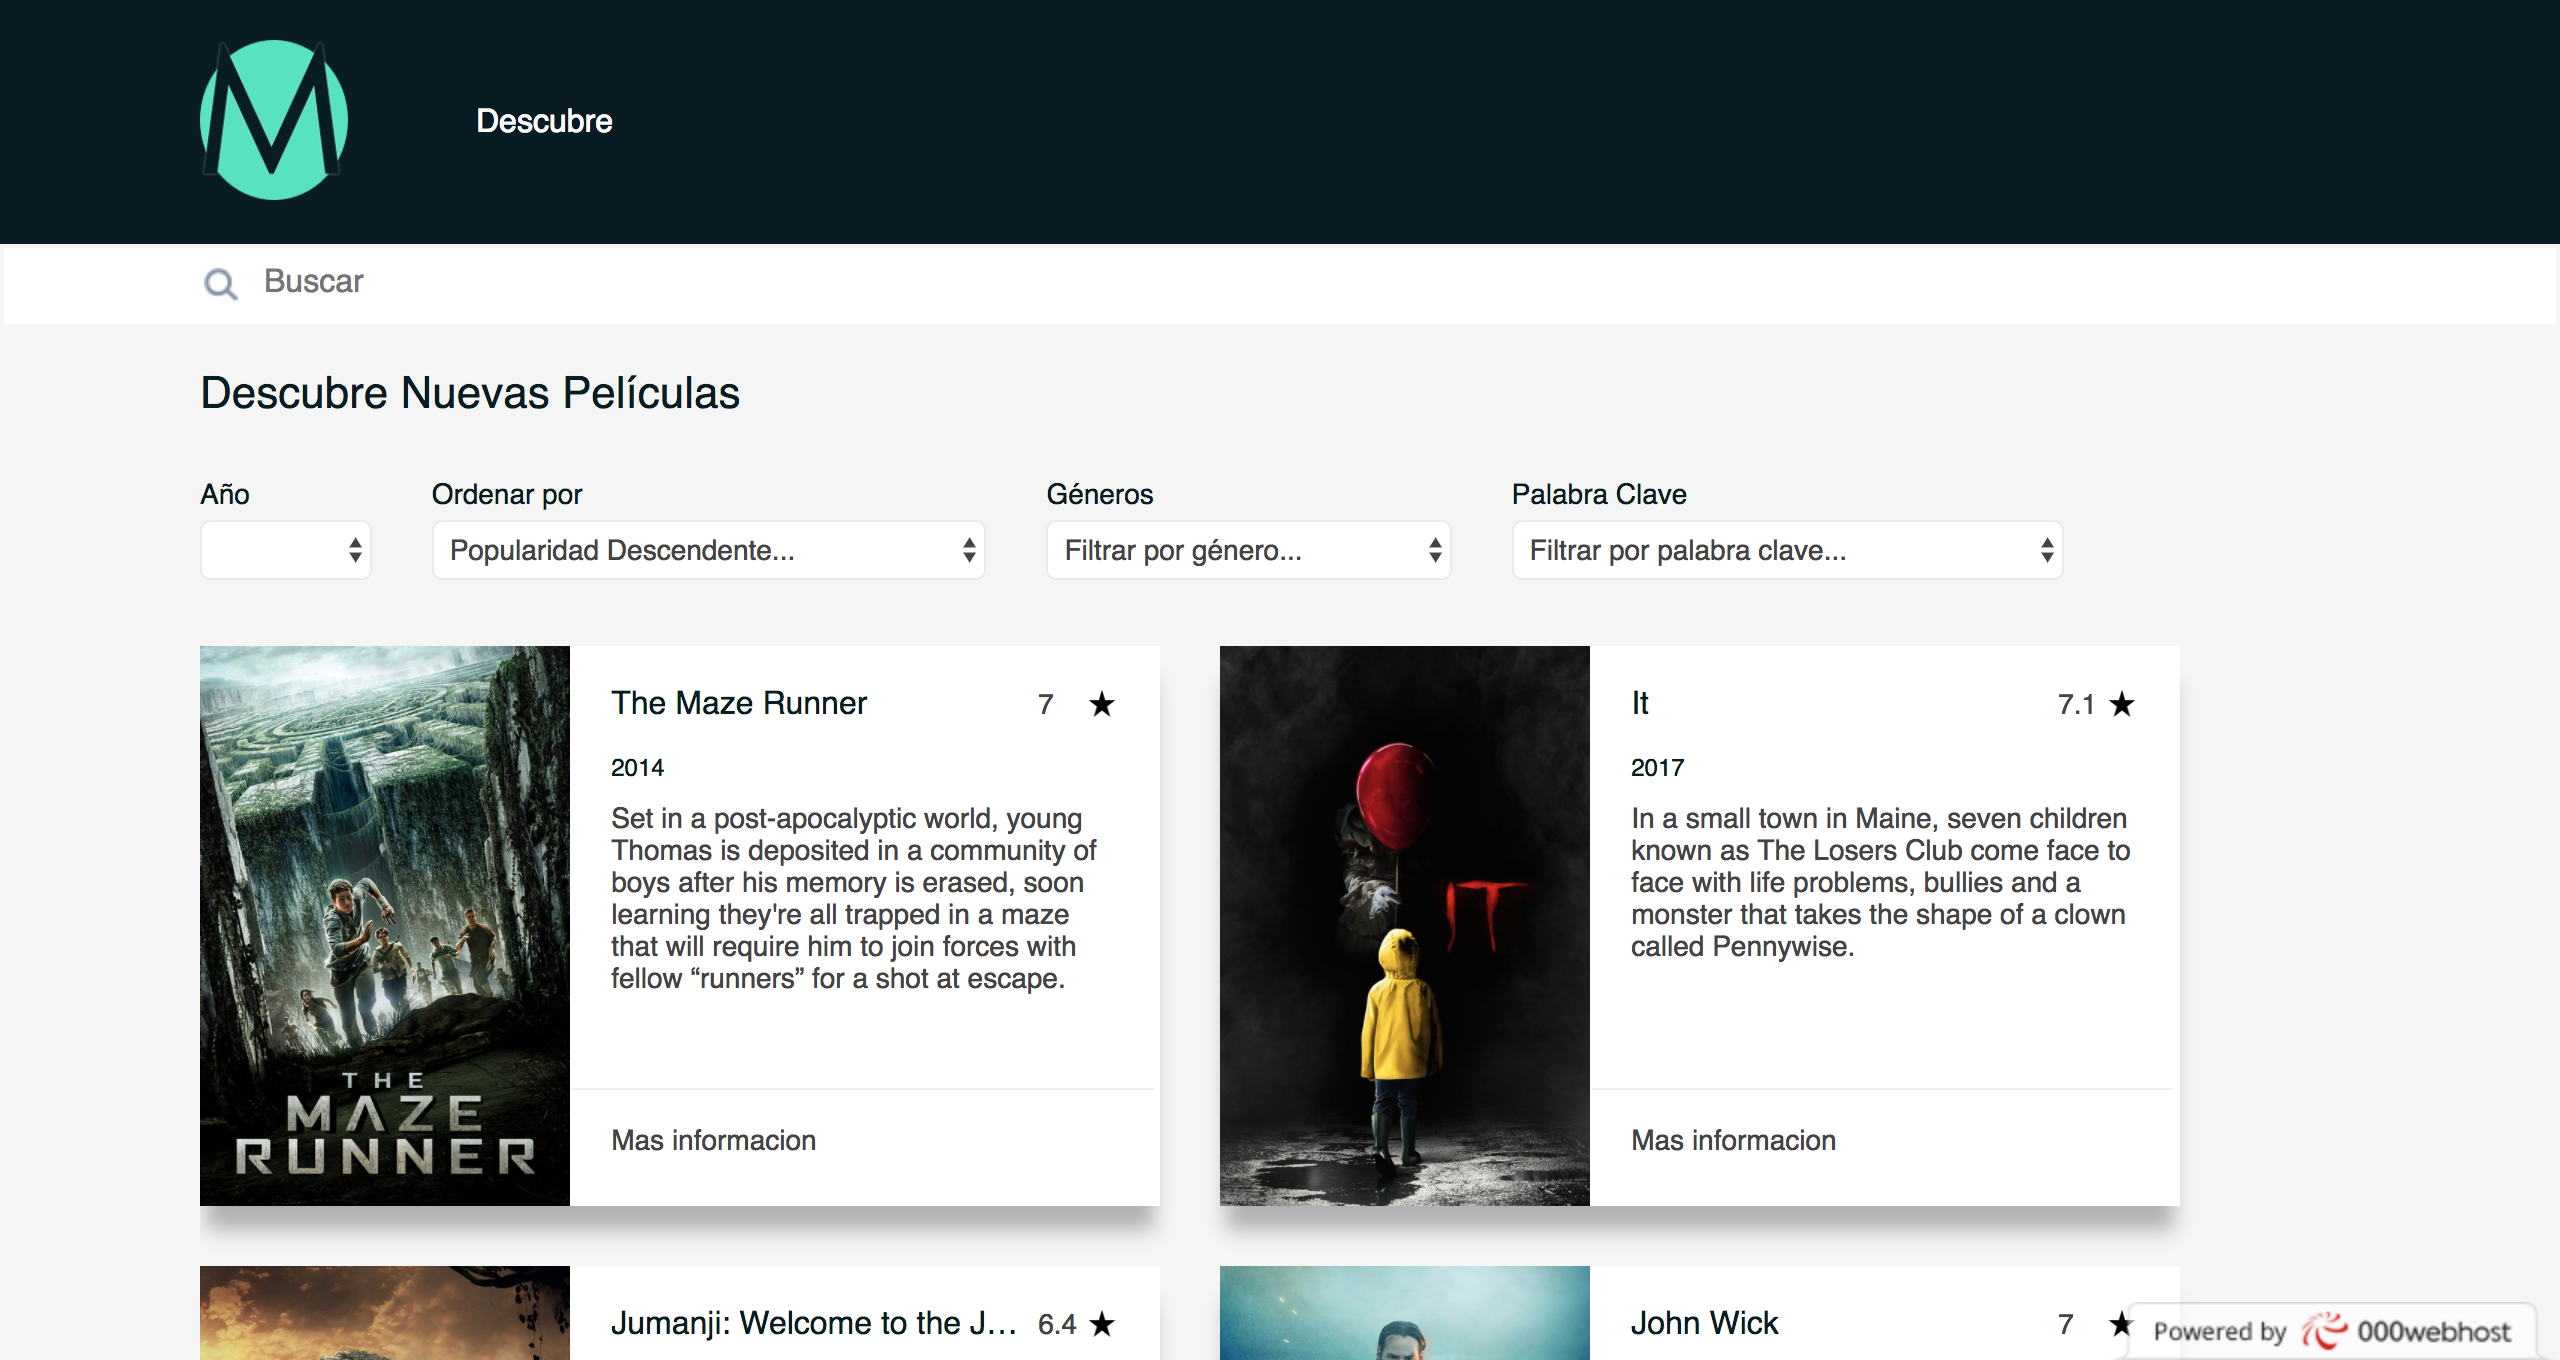 M
Descubre
Buscar
Descubre Nuevas Películas
Año
Ordenar por
Géneros
Palabra Clave
Popularidad Descendente...
Filtrar por género...
Filtrar por palabra clave...
THE
MAZE
RUNNER
The Maze Runner
7 ★
2014
Set in a post-apocalyptic world, young
Thomas is deposited in a community of
boys after his memory is erased, soon
learning they're all trapped in a maze
that will require him to join forces with
fellow “runners” for a shot at escape.
Mas informacion
IT
It
7.1 ★
2017
In a small town in Maine, seven children
known as The Losers Club come face to
face with life problems, bullies and a
monster that takes the shape of a clown
called Pennywise.
Mas informacion
Jumanji: Welcome to the J...
6.4 ★
John Wick
7 ★
Powered by 000webhost